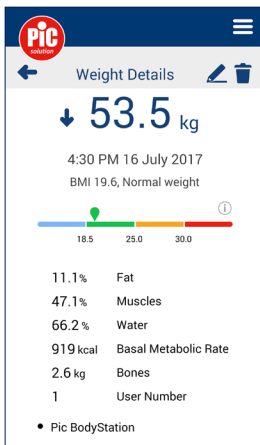 PiC
solution
Weight Details
53.5 kg
4:30 PM 16 July 2017
BMI 19.6, Normal weight
i
18.5 25.0 30.0
11.1% Fat
47.1% Muscles
66.2 % Water
919 kcal Basal Metabolic Rate
2.6 kg Bones
1 User Number
• Pic BodyStation